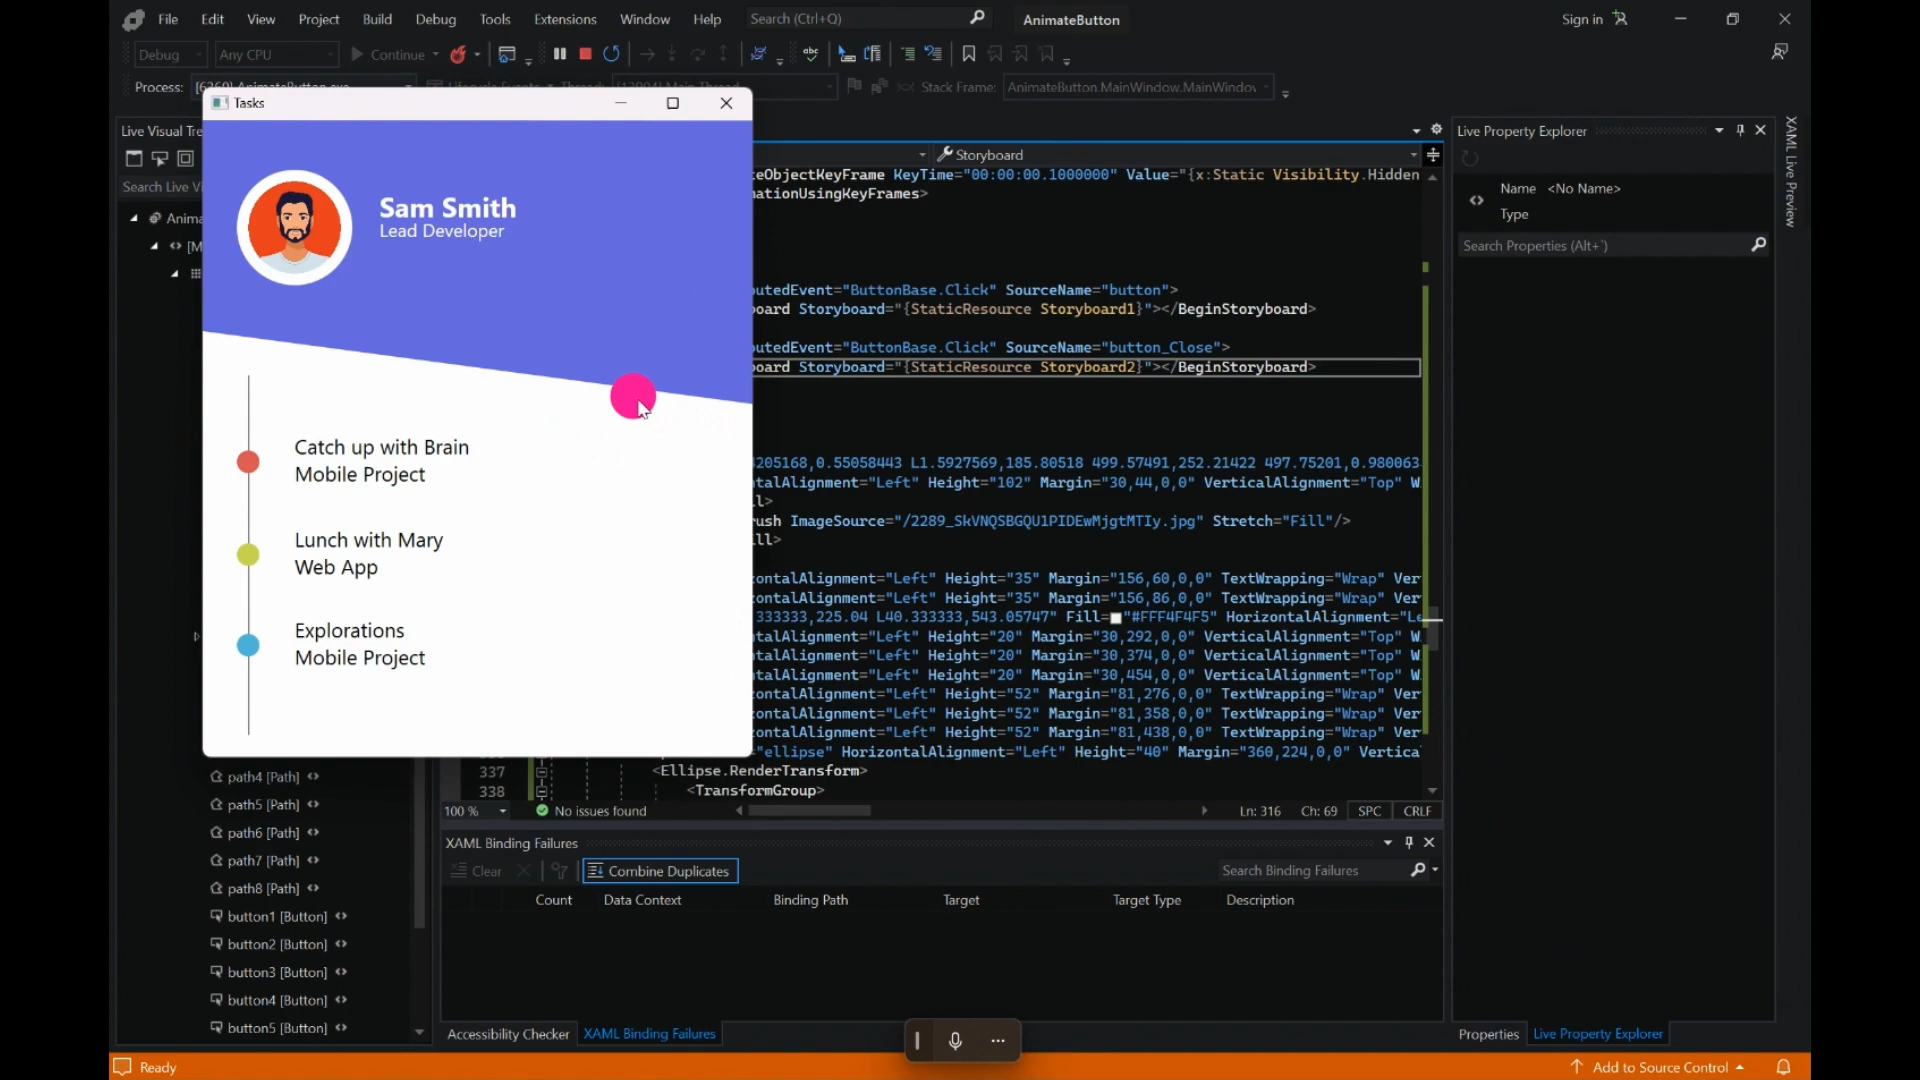 File Edit View Project Build Debug Tools Extensions Window Help Search (Ctrl+Q) AnimateButton Sign in
Debug Any CPU Continue
Process: Thread: Stack Frame: AnimateButton.MainWindow.MainWindov
Tasks
Sam Smith
Lead Developer
Catch up with Brain
Mobile Project
Lunch with Mary
Web App
Explorations
Mobile Project
Live Visual Tre
Search Live Vi
Anima
[M
path4 [Path]
path5 [Path]
path6 [Path]
path7 [Path]
path8 [Path]
button1 [Button]
button2 [Button]
button3 [Button]
button4 [Button]
button5 [Button]
Storyboard
eObjectKeyFrame KeyTime="00:00:00.1000000" Value="{x:Static Visibility.Hidden
ationUsingKeyFrames>
utedEvent="ButtonBase.Click" SourceName="button">
oard Storyboard="{StaticResource Storyboard1}"></BeginStoryboard>
utedEvent="ButtonBase.Click" SourceName="button_Close">
oard Storyboard="{StaticResource Storyboard2}"></BeginStoryboard>
205168,0.55058443 L1.5927569,185.80518 499.57491,252.21422 497.75201,0.980063
ntalAlignment="Left" Height="102" Margin="30,44,0,0" VerticalAlignment="Top" W
l>
ush ImageSource="/2289_SkVNQSBGQU1PIDEwMjgtMTIy.jpg" Stretch="Fill"/>
ll>
zontalAlignment="Left" Height="35" Margin="156,60,0,0" TextWrapping="Wrap" Ver
zontalAlignment="Left" Height="35" Margin="156,86,0,0" TextWrapping="Wrap" Ver
333333,225.04 L40.333333,543.05747" Fill="#FFF4F4F5" HorizontalAlignment="Le
talAlignment="Left" Height="20" Margin="30,292,0,0" VerticalAlignment="Top" W
talAlignment="Left" Height="20" Margin="30,374,0,0" VerticalAlignment="Top" W
talAlignment="Left" Height="20" Margin="30,454,0,0" VerticalAlignment="Top" W
zontalAlignment="Left" Height="52" Margin="81,276,0,0" TextWrapping="Wrap" Ver
zontalAlignment="Left" Height="52" Margin="81,358,0,0" TextWrapping="Wrap" Ver
zontalAlignment="Left" Height="52" Margin="81,438,0,0" TextWrapping="Wrap" Ver
"ellipse" HorizontalAlignment="Left" Height="40" Margin="360,224,0,0" Vertica
337 <Ellipse.RenderTransform>
338 <TransformGroup>
100 % No issues found Ln: 316 Ch: 69 SPC CRLF
XAML Binding Failures
Clear Combine Duplicates Search Binding Failures
Count Data Context Binding Path Target Target Type Description
Accessibility Checker XAML Binding Failures
Live Property Explorer
Name <No Name>
Type
Search Properties (Alt+`)
Properties Live Property Explorer
XAML Live Preview
Ready Add to Source Control